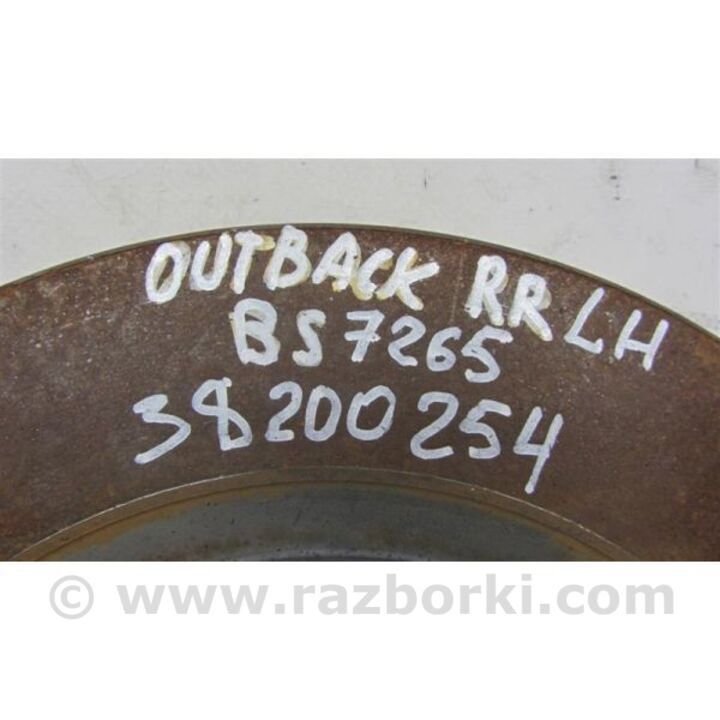 OUTBACK RR LH
BS7265
38200254
© www.razborki.com